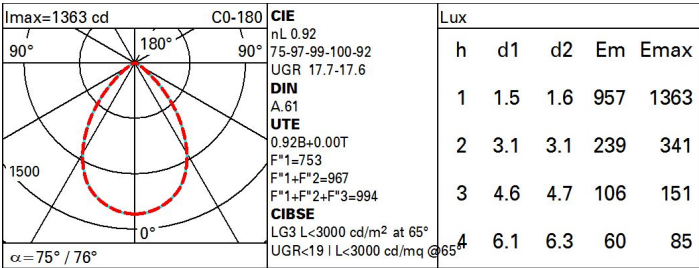 Imax=1363 cd C0-180
90° 180° 90°
1500
0°
α=75° / 76°
CIE
nL 0.92
75-97-99-100-92
UGR 17.7-17.6
DIN
A.61
UTE
0.92B+0.00T
F"1=753
F"1+F"2=967
F"1+F"2+F"3=994
CIBSE
LG3 L<3000 cd/m² at 65°
UGR<19 | L<3000 cd/mq @65°
Lux
h d1 d2 Em Emax
1 1.5 1.6 957 1363
2 3.1 3.1 239 341
3 4.6 4.7 106 151
4 6.1 6.3 60 85